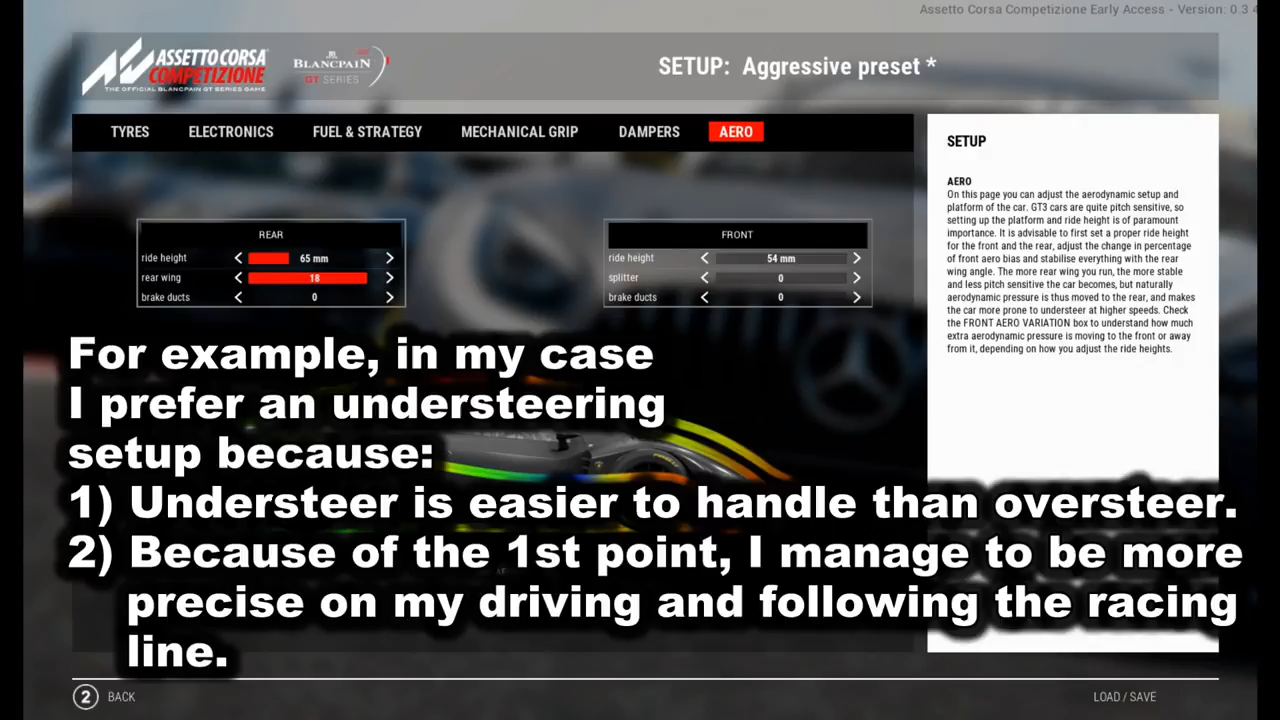 Assetto Corsa Competizione Early Access - Version: 0.3
ASSETTO CORSA
COMPETIZIONE
THE OFFICIAL BLANCPAIN GT SERIES GAME
BLANCPAIN
GT SERIES
SETUP: Aggressive preset *
TYRES ELECTRONICS FUEL & STRATEGY MECHANICAL GRIP DAMPERS AERO
REAR
ride height 65 mm
rear wing 18
brake ducts 0
FRONT
ride height 54 mm
splitter 0
brake ducts 0
SETUP
AERO
On this page you can adjust the aerodynamic setup and
platform of the car. GT3 cars are quite pitch sensitive, so
setting up the platform and ride height is of paramount
importance. It is advisable to first set a proper ride height
for the front and the rear, adjust the change in percentage
of front aero bias and stabilise everything with the rear
wing angle. The more rear wing you run, the more stable
and less pitch sensitive the car becomes, but naturally
aerodynamic pressure is thus moved to the rear, and makes
the car more prone to understeer at higher speeds. Check
the FRONT AERO VARIATION box to understand how much
extra aerodynamic pressure is moving to the front or away
from it, depending on how you adjust the ride heights.
For example, in my case
I prefer an understeering
setup because:
1) Understeer is easier to handle than oversteer.
2) Because of the 1st point, I manage to be more
precise on my driving and following the racing
line.
2 BACK
LOAD / SAVE